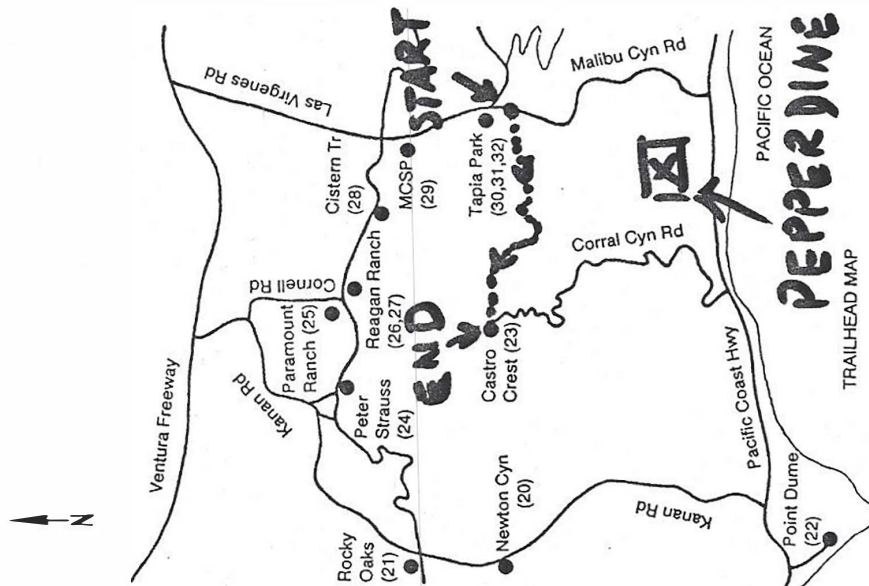 START
PEPPERDINE
END
Las Virgenes Rd
Malibu Cyn Rd
PACIFIC OCEAN
Cistern Tr
(28)
MCSP
(29)
Tapia Park
(30,31,32)
Corral Cyn Rd
Cornell Rd
Reagan Ranch
(26,27)
Paramount
Ranch (25)
Castro
Crest (23)
TRAILHEAD MAP
Ventura Freeway
Kanan Rd
Peter
Strauss
(24)
Pacific Coast Hwy
Newton Cyn
(20)
Kanan Rd
Point Dume
(22)
Rocky
Oaks
(21)
N